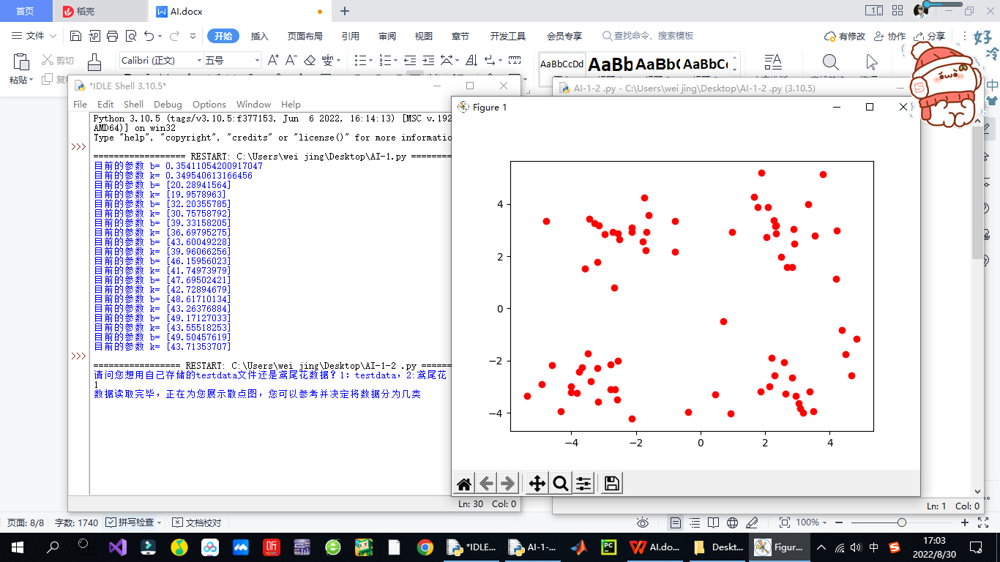 首页
稻壳
AI.docx
文件
开始
插入
页面布局
引用
审阅
视图
章节
开发工具
会员专享
查找命令、搜索模板
有修改
协作
分享
粘贴
剪切
Calibri (正文)
五号
AaBbCcDd
*IDLE Shell 3.10.5*
File Edit Shell Debug Options Window Help
Python 3.10.5 (tags/v3.10.5:f377153, Jun  6 2022, 16:14:13) [MSC v.192
AMD64)] on win32
Type "help", "copyright", "credits" or "license()" for more informatio
>>>
================== RESTART: C:\Users\wei jing\Desktop\AI-1.py ========
目前的参数 b= 0.35411054200917047
目前的参数 k= 0.349540613166456
目前的参数 b= [20.28941564]
目前的参数 k= [19.9578963]
目前的参数 b= [32.20355785]
目前的参数 k= [30.75758792]
目前的参数 b= [39.33158205]
目前的参数 k= [36.69795275]
目前的参数 b= [43.60049228]
目前的参数 k= [39.96066256]
目前的参数 b= [46.15956023]
目前的参数 k= [41.74973979]
目前的参数 b= [47.69502421]
目前的参数 k= [42.72894679]
目前的参数 b= [48.61710134]
目前的参数 k= [43.26376884]
目前的参数 b= [49.17127033]
目前的参数 k= [43.55518253]
目前的参数 b= [49.50457619]
目前的参数 k= [43.71353707]
>>>
================= RESTART: C:\Users\wei jing\Desktop\AI-1-2 .py ======
请问您想用自己存储的testdata文件还是鸢尾花数据？1：testdata，2:鸢尾花
1
数据读取完毕，正在为您展示散点图，您可以参考并决定将数据分为几类
Ln: 30 Col: 0
AI-1-2 .py - C:\Users\wei jing\Desktop\AI-1-2 .py (3.10.5)
Figure 1
4
2
0
−2
−4
−4 −2 0 2 4
Ln: 1 Col: 0
好
冷
中
页面: 8/8
字数: 1740
拼写检查
文档校对
100%
*IDLE...
AI-1-...
AI.do...
Deskt...
Figur...
中
17:03
2022/8/30